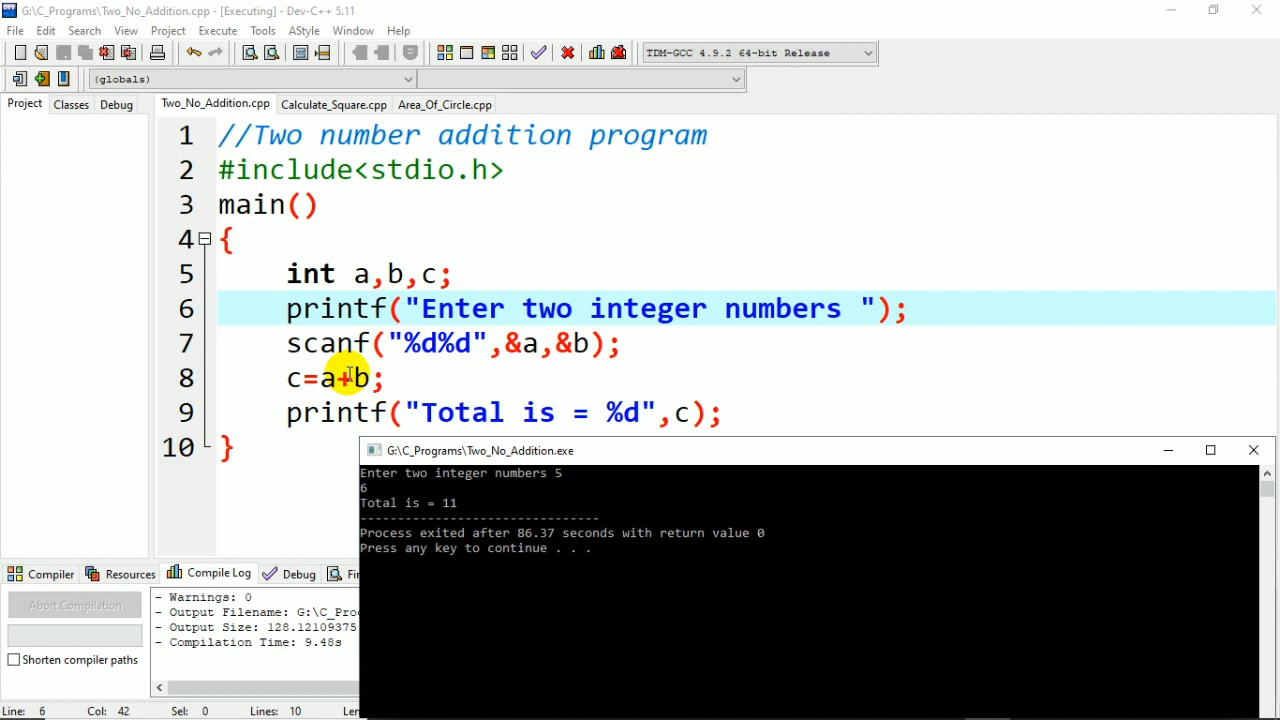 G:\C_Programs\Two_No_Addition.cpp - [Executing] - Dev-C++ 5.11
File Edit Search View Project Execute Tools AStyle Window Help
TDM-GCC 4.9.2 64-bit Release
(globals)
Project Classes Debug Two_No_Addition.cpp Calculate_Square.cpp Area_Of_Circle.cpp
1 //Two number addition program
2 #include<stdio.h>
3 main()
4 {
5 int a,b,c;
6 printf("Enter two integer numbers ");
7 scanf("%d%d",&a,&b);
8 c=a+b;
9 printf("Total is = %d",c);
10 }
G:\C_Programs\Two_No_Addition.exe
Enter two integer numbers 5
6
Total is = 11
--------------------------------
Process exited after 86.37 seconds with return value 0
Press any key to continue . . .
Compiler Resources Compile Log Debug
Abort Compilation
Shorten compiler paths
- Warnings: 0
- Output Filename: G:\C_Pro
- Output Size: 128.12109375
- Compilation Time: 9.48s
Line: 6 Col: 42 Sel: 0 Lines: 10